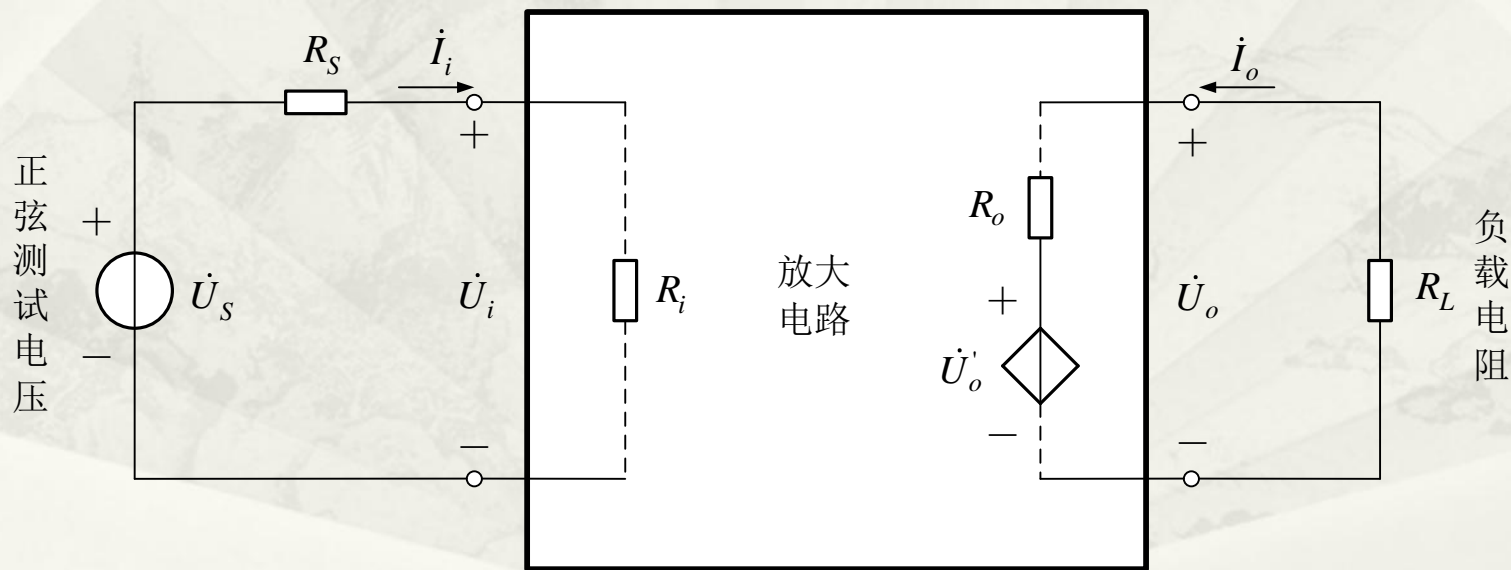 正弦测试电压
+
−
U̇_S
R_S
İ_i
+
U̇_i
−
R_i
放大
电路
R_o
+
U̇_o'
−
İ_o
+
U̇_o
−
R_L
负载电阻